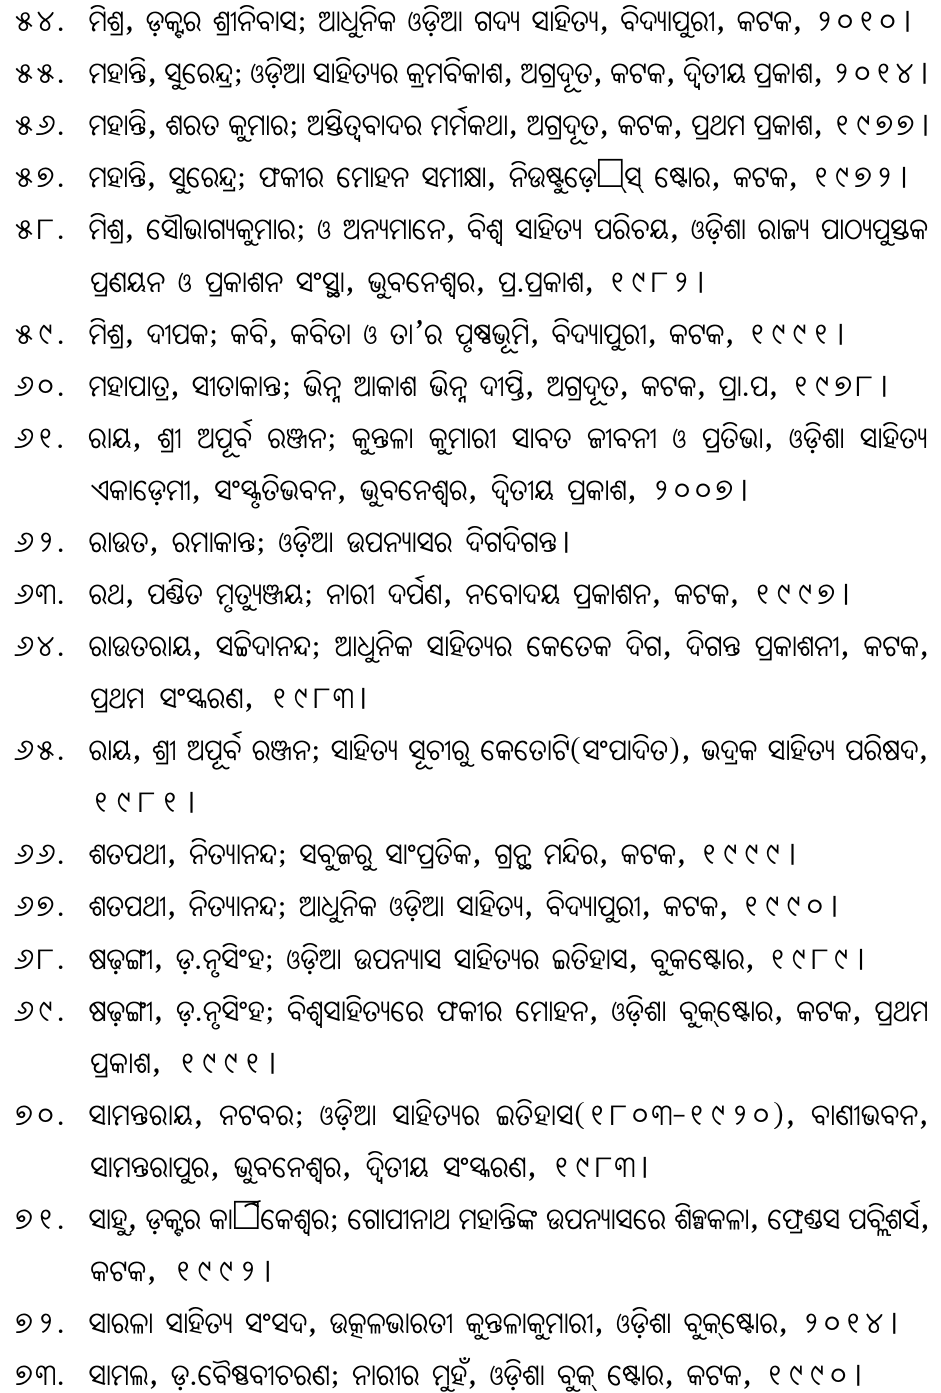 ୫୪. ମିଶ୍ର, ଡ଼କ୍ଟର ଶ୍ରୀନିବାସ; ଆଧୁନିକ ଓଡ଼ିଆ ଗଦ୍ୟ ସାହିତ୍ୟ, ବିଦ୍ୟାପୁରୀ, କଟକ, ୨୦୧୦।
୫୫. ମହାନ୍ତି, ସୁରେନ୍ଦ୍ର; ଓଡ଼ିଆ ସାହିତ୍ୟର କ୍ରମବିକାଶ, ଅଗ୍ରଦୂତ, କଟକ, ଦ୍ୱିତୀୟ ପ୍ରକାଶ, ୨୦୧୪।
୫୬. ମହାନ୍ତି, ଶରତ କୁମାର; ଅସ୍ତିତ୍ୱବାଦର ମର୍ମକଥା, ଅଗ୍ରଦୂତ, କଟକ, ପ୍ରଥମ ପ୍ରକାଶ, ୧୯୭୭।
୫୭. ମହାନ୍ତି, ସୁରେନ୍ଦ୍ର; ଫକୀର ମୋହନ ସମୀକ୍ଷା, ଷ୍ଟୋର, କଟକ, ୧୯୭୨।
୫୮. ମିଶ୍ର, ସୌଭାଗ୍ୟକୁମାର; ଓ ଅନ୍ୟମାନେ, ବିଶ୍ୱ ସାହିତ୍ୟ ପରିଚୟ, ଓଡ଼ିଶା ରାଜ୍ୟ ପାଠ୍ୟପୁସ୍ତକ
ପ୍ରଣୟନ ଓ ପ୍ରକାଶନ ସଂସ୍ଥା, ଭୁବନେଶ୍ୱର, ପ୍ର.ପ୍ରକାଶ, ୧୯୮୨।
୫୯. ମିଶ୍ର, ଦୀପକ; କବି, କବିତା ଓ ତା’ର ପୃଷ୍ଠଭୂମି, ବିଦ୍ୟାପୁରୀ, କଟକ, ୧୯୯୧।
୬୦. ମହାପାତ୍ର, ସୀତାକାନ୍ତ; ଭିନ୍ନ ଆକାଶ ଭିନ୍ନ ଦୀପ୍ତି, ଅଗ୍ରଦୂତ, କଟକ, ପ୍ରା.ପ, ୧୯୭୮।
୬୧. ରାୟ, ଶ୍ରୀ ଅପୂର୍ବ ରଞ୍ଜନ; କୁନ୍ତଳା କୁମାରୀ ସାବତ ଜୀବନୀ ଓ ପ୍ରତିଭା, ଓଡ଼ିଶା ସାହିତ୍ୟ
ଏକାଡ଼େମୀ, ସଂସ୍କୃତିଭବନ, ଭୁବନେଶ୍ୱର, ଦ୍ୱିତୀୟ ପ୍ରକାଶ, ୨୦୦୭।
୬୨. ରାଉତ, ରମାକାନ୍ତ; ଓଡ଼ିଆ ଉପନ୍ୟାସର ଦିଗଦିଗନ୍ତ।
୬୩. ରଥ, ପଣ୍ଡିତ ମୃତ୍ୟୁଞ୍ଜୟ; ନାରୀ ଦର୍ପଣ, ନବୋଦୟ ପ୍ରକାଶନ, କଟକ, ୧୯୯୭।
୬୪. ରାଉତରାୟ, ସଚ୍ଚିଦାନନ୍ଦ; ଆଧୁନିକ ସାହିତ୍ୟର କେତେକ ଦିଗ, ଦିଗନ୍ତ ପ୍ରକାଶନୀ, କଟକ,
ପ୍ରଥମ ସଂସ୍କରଣ, ୧୯୮୩।
୬୫. ରାୟ, ଶ୍ରୀ ଅପୂର୍ବ ରଞ୍ଜନ; ସାହିତ୍ୟ ସୂଚୀରୁ କେତୋଟି(ସଂପାଦିତ), ଭଦ୍ରକ ସାହିତ୍ୟ ପରିଷଦ,
୧୯୮୧।
୬୬. ଶତପଥୀ, ନିତ୍ୟାନନ୍ଦ; ସବୁଜରୁ ସାଂପ୍ରତିକ, ଗ୍ରନ୍ଥ ମନ୍ଦିର, କଟକ, ୧୯୯୯।
୬୭. ଶତପଥୀ, ନିତ୍ୟାନନ୍ଦ; ଆଧୁନିକ ଓଡ଼ିଆ ସାହିତ୍ୟ, ବିଦ୍ୟାପୁରୀ, କଟକ, ୧୯୯୦।
୬୮. ଷଢ଼ଙ୍ଗୀ, ଡ଼.ନୃସିଂହ; ଓଡ଼ିଆ ଉପନ୍ୟାସ ସାହିତ୍ୟର ଇତିହାସ, ବୁକଷ୍ଟୋର, ୧୯୮୯।
୬୯. ଷଢ଼ଙ୍ଗୀ, ଡ଼.ନୃସିଂହ; ବିଶ୍ୱସାହିତ୍ୟରେ ଫକୀର ମୋହନ, ଓଡ଼ିଶା ବୁକ୍‌ଷ୍ଟୋର, କଟକ, ପ୍ରଥମ
ପ୍ରକାଶ, ୧୯୯୧।
୭୦. ସାମନ୍ତରାୟ, ନଟବର; ଓଡ଼ିଆ ସାହିତ୍ୟର ଇତିହାସ(୧୮୦୩-୧୯୨୦), ବାଣୀଭବନ,
ସାମନ୍ତରାପୁର, ଭୁବନେଶ୍ୱର, ଦ୍ୱିତୀୟ ସଂସ୍କରଣ, ୧୯୮୩।
୭୧. ସାହୁ, ଡ଼କ୍ଟର ଗୋପୀନାଥ ମହାନ୍ତିଙ୍କ ଉପନ୍ୟାସରେ ଶିଳ୍ପକଳା, ଫ୍ରେଣ୍ଡସ ପବ୍ଲିଶର୍ସ,
କଟକ, ୧୯୯୨।
୭୨. ସାରଳା ସାହିତ୍ୟ ସଂସଦ, ଉତ୍କଳଭାରତୀ କୁନ୍ତଳାକୁମାରୀ, ଓଡ଼ିଶା ବୁକ୍‌ଷ୍ଟୋର, ୨୦୧୪।
୭୩. ସାମଲ, ଡ଼.ବୈଷ୍ଣବୀଚରଣ; ନାରୀର ମୁହଁ, ଓଡ଼ିଶା ବୁକ୍ ଷ୍ଟୋର, କଟକ, ୧୯୯୦।